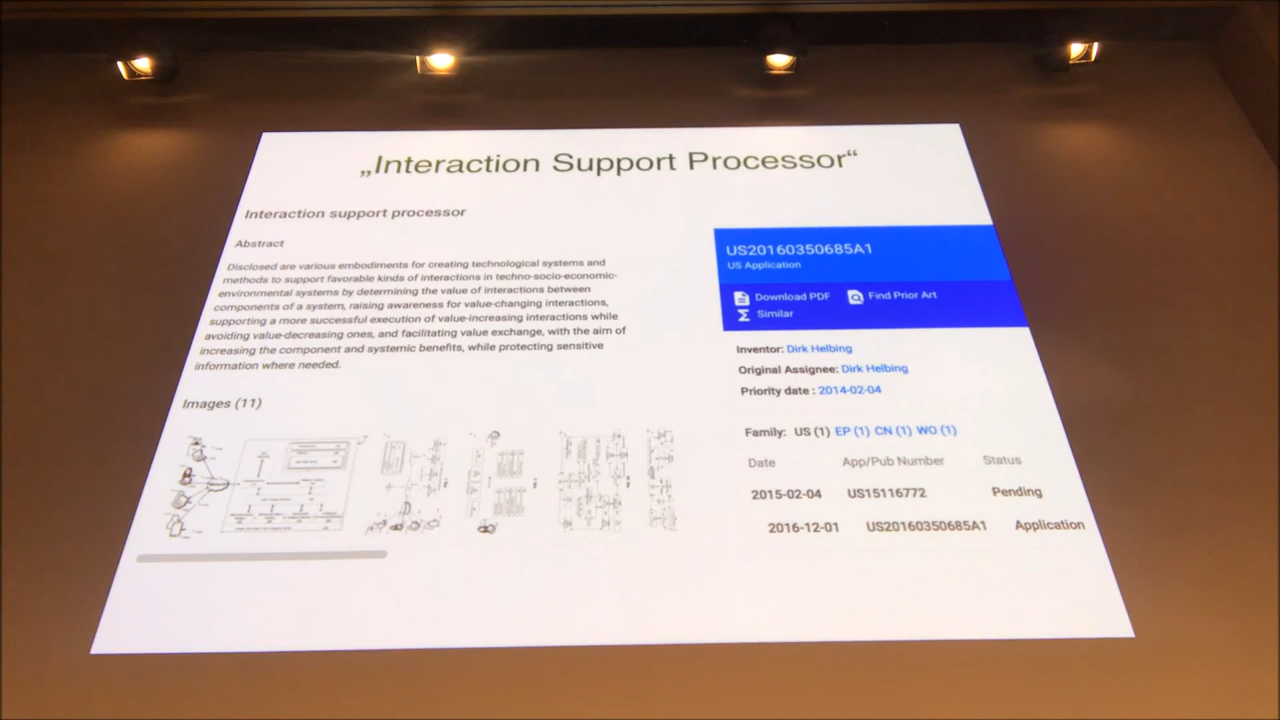 „Interaction Support Processor“
Interaction support processor
Abstract
Disclosed are various embodiments for creating technological systems and
methods to support favorable kinds of interactions in techno-socio-economic-
environmental systems by determining the value of interactions between
components of a system, raising awareness for value-changing interactions,
supporting a more successful execution of value-increasing interactions while
avoiding value-decreasing ones, and facilitating value exchange, with the aim of
increasing the component and systemic benefits, while protecting sensitive
information where needed.
Images (11)
US20160350685A1
US Application
Download PDF Find Prior Art
Similar
Inventor: Dirk Helbing
Original Assignee: Dirk Helbing
Priority date : 2014-02-04
Family: US (1) EP (1) CN (1) WO (1)
Date App/Pub Number Status
2015-02-04 US15116772 Pending
2016-12-01 US20160350685A1 Application